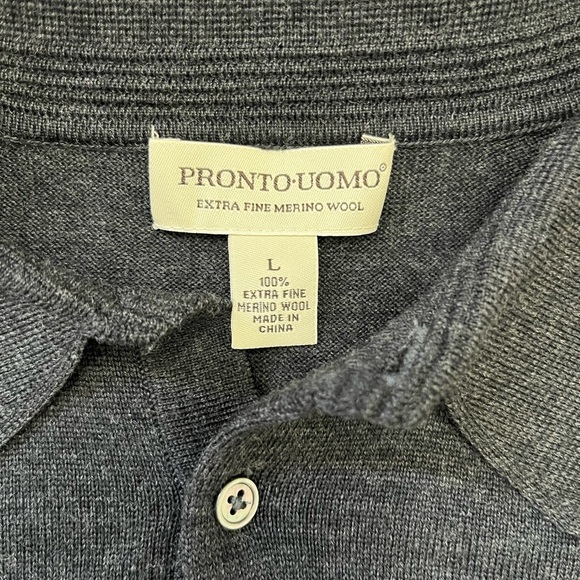 PRONTO·UOMO®
EXTRA FINE MERINO WOOL
L
100%
EXTRA FINE
MERINO WOOL
MADE IN
CHINA